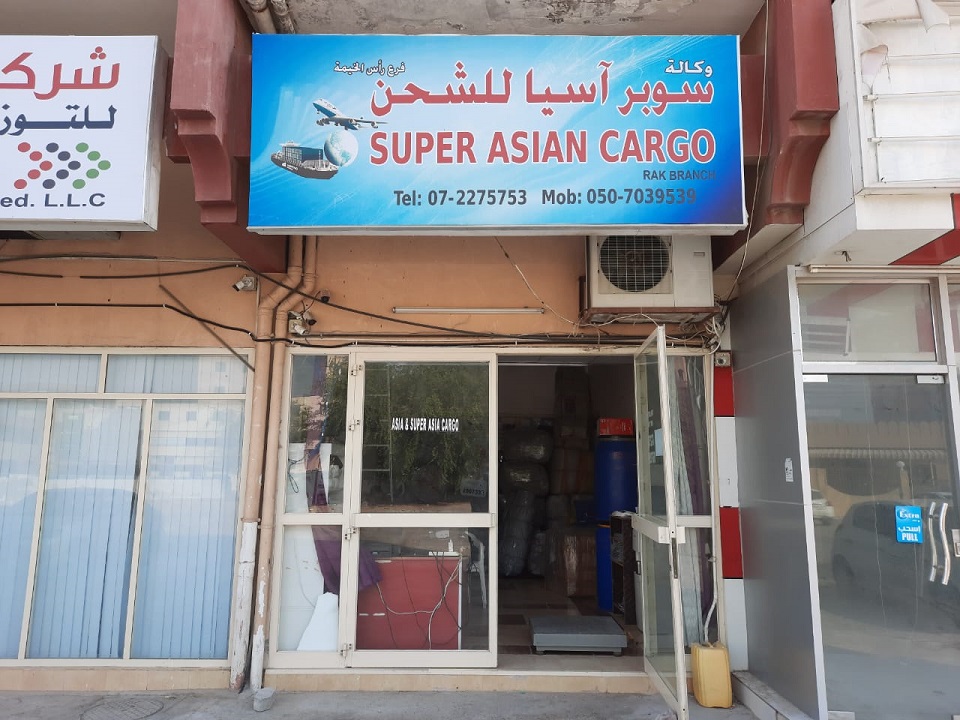 شركة
للتوز
ed. L.L.C
وكالة
فرع رأس الخيمة
سوبر آسيا للشحن
SUPER ASIAN CARGO
RAK BRANCH
Tel: 07-2275753 Mob: 050-7039539
ASIA & SUPER ASIA CARGO
اسحب
PULL